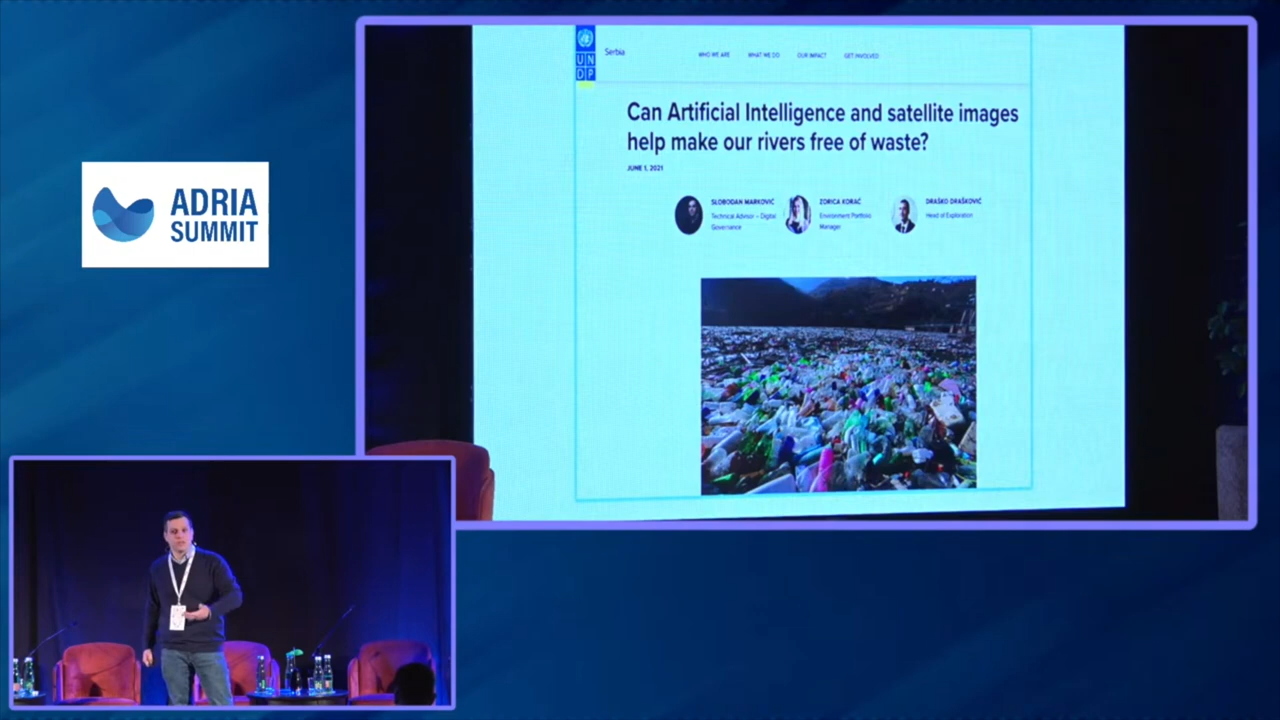 ADRIA
SUMMIT
UN
DP
Serbia
WHO WE ARE WHAT WE DO OUR IMPACT GET INVOLVED
Can Artificial Intelligence and satellite images
help make our rivers free of waste?
JUNE 1, 2021
SLOBODAN MARKOVIĆ
Technical Advisor – Digital
Governance
ZORICA KORAĆ
Environment Portfolio
Manager
DRAŠKO DRAŠKOVIĆ
Head of Exploration